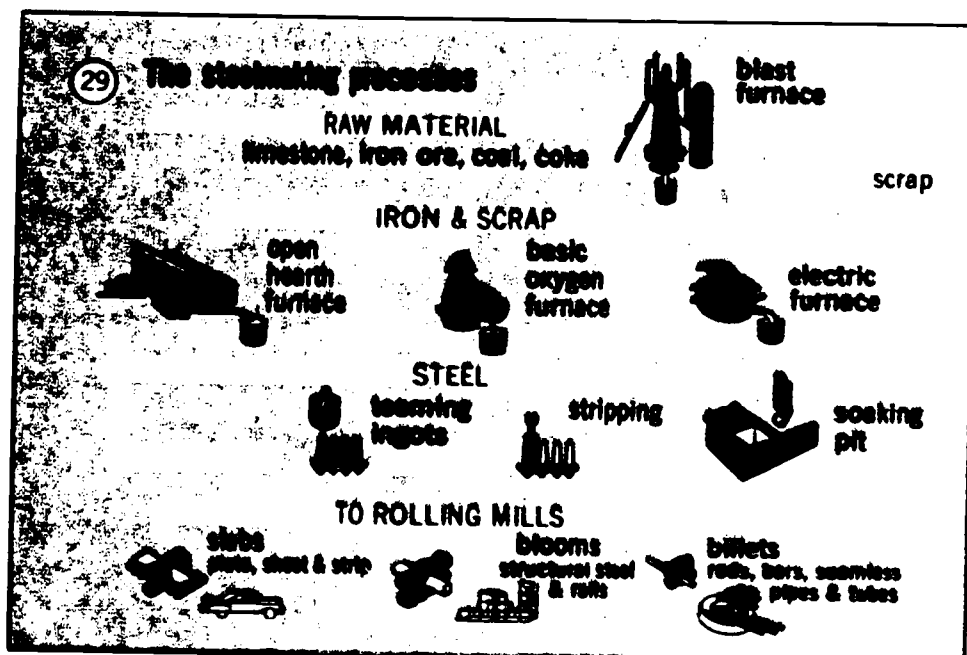 29 The steelmaking processes
blast
furnace
RAW MATERIAL
limestone, iron ore, coal, coke
scrap
IRON & SCRAP
open
hearth
furnace
basic
oxygen
furnace
electric
furnace
STEEL
teeming
ingots
stripping
soaking
pit
TO ROLLING MILLS
slabs
plate, sheet & strip
blooms
structural steel
& rails
billets
rods, bars, seamless
pipes & tubes